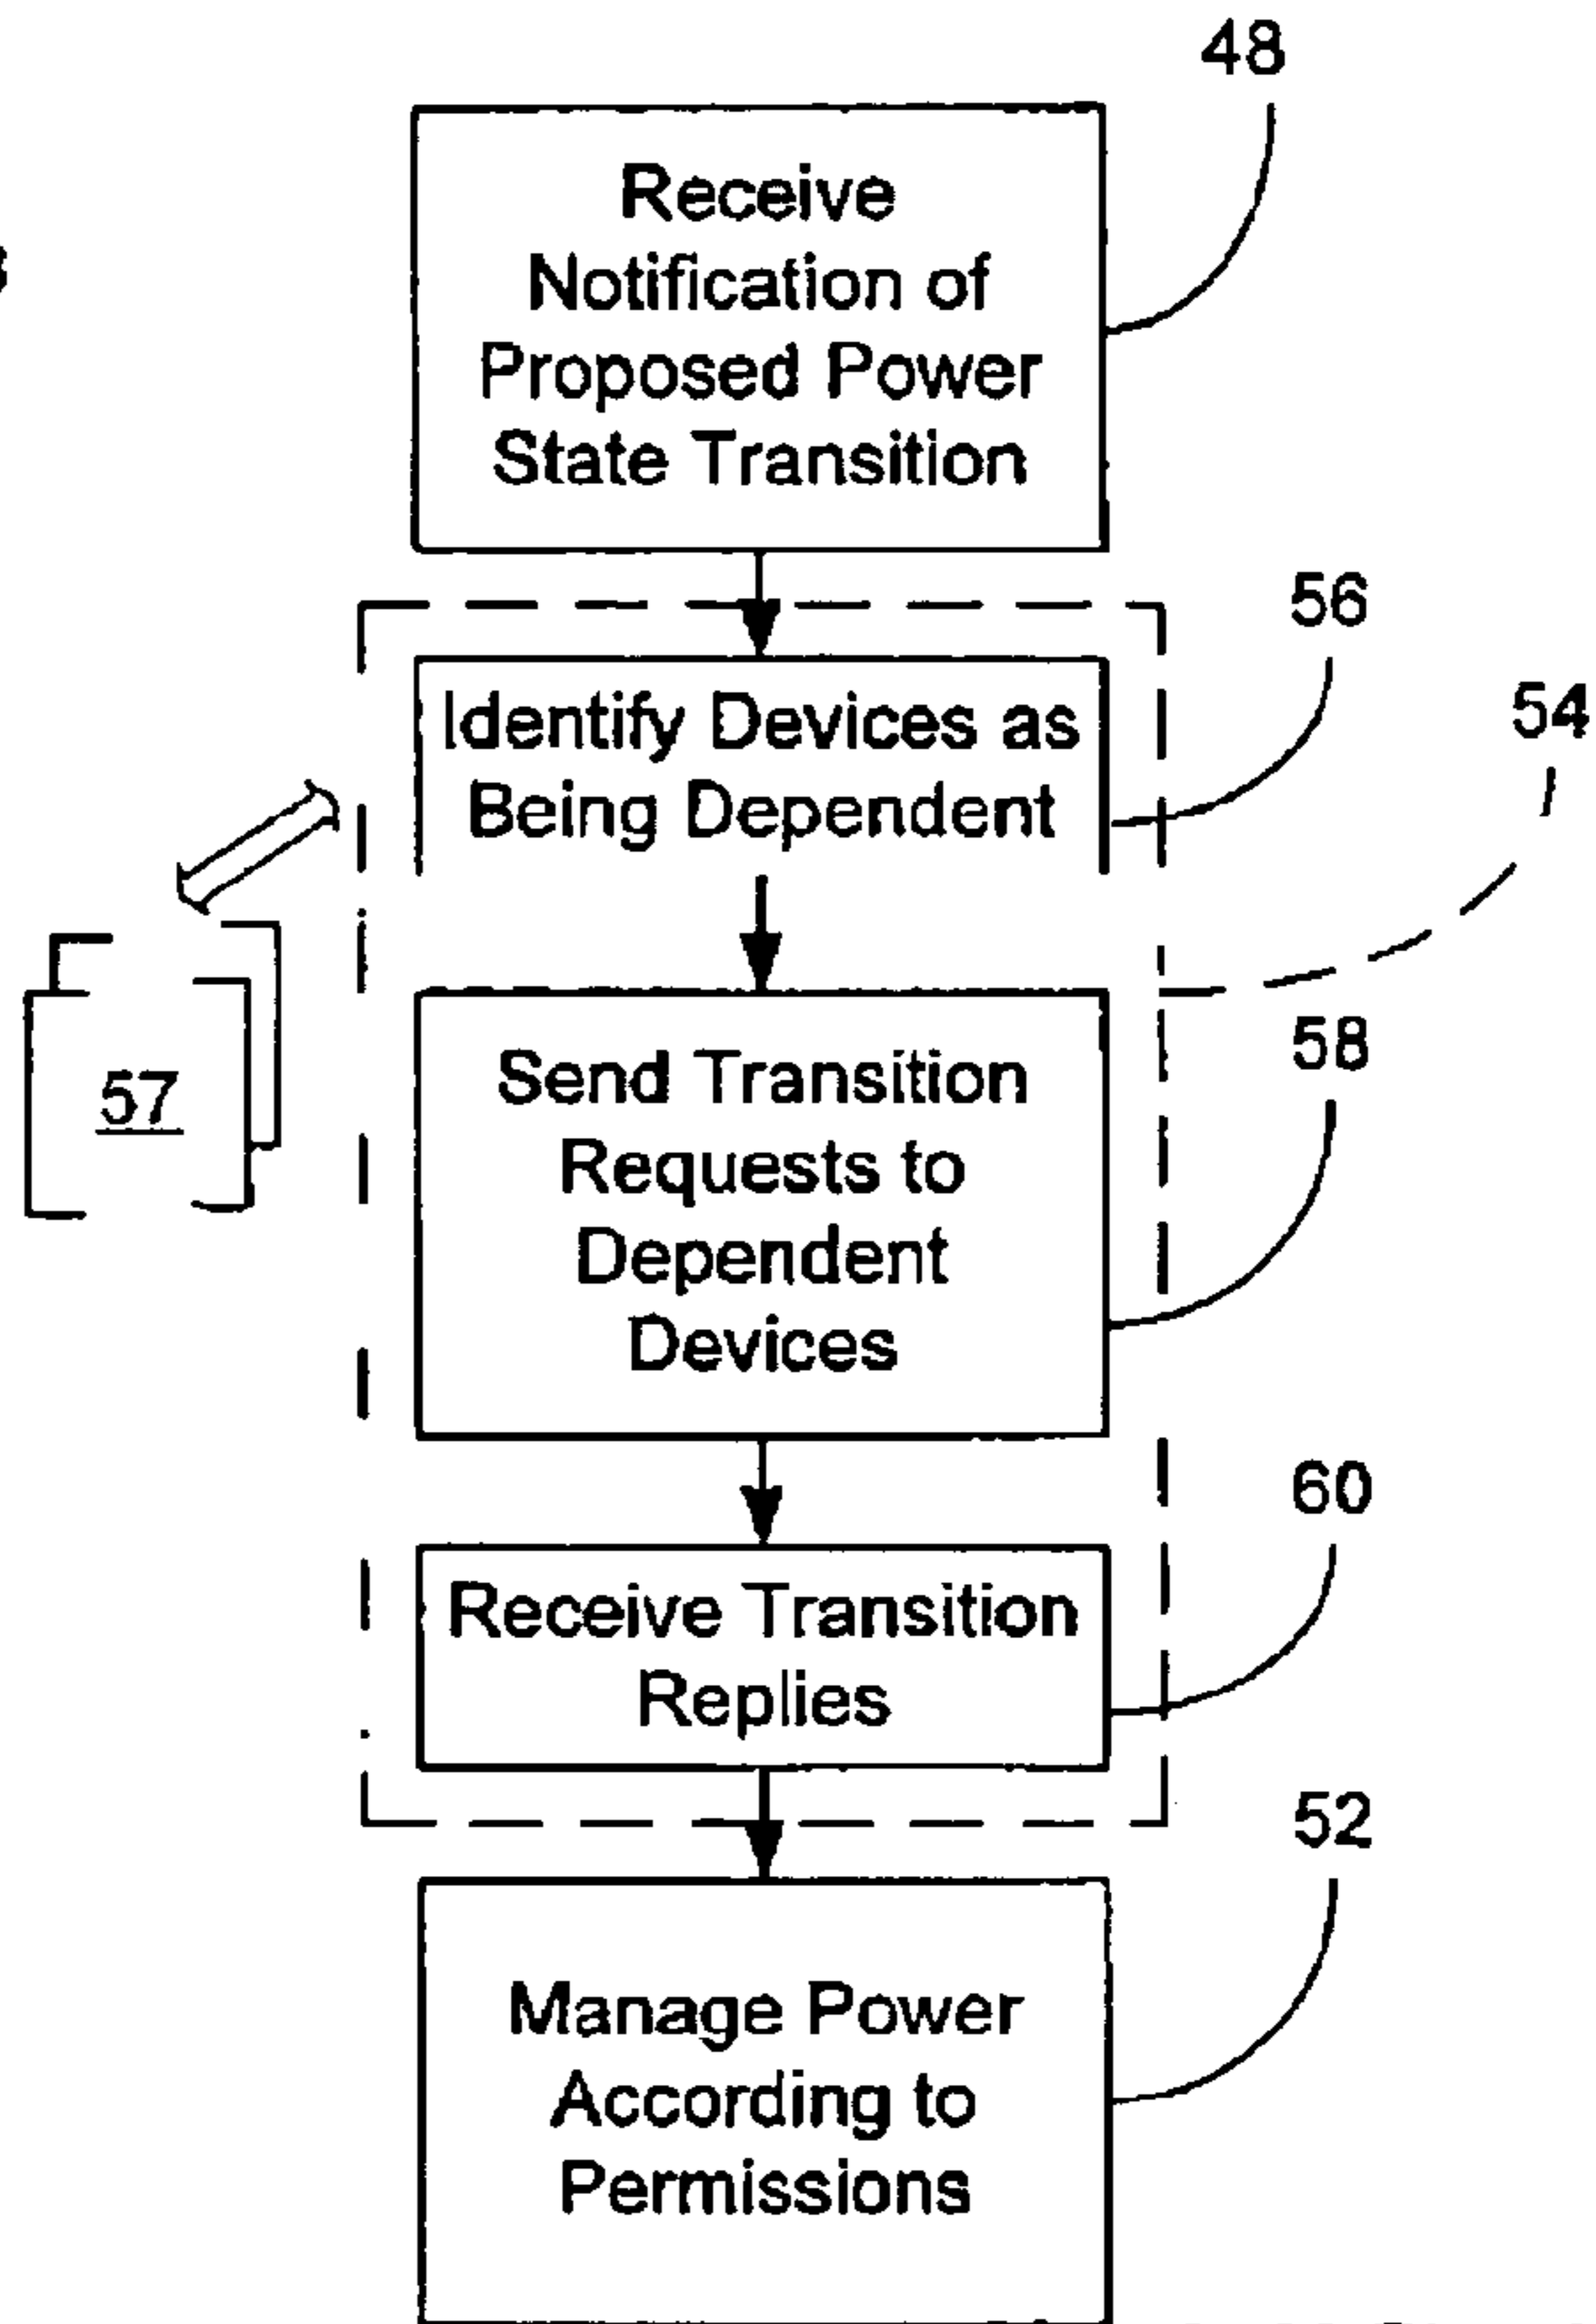 48
Receive
Notification of
Proposed Power
State Transition
56
Identify Devices as
Being Dependent
54
57
Send Transition
Requests to
Dependent
Devices
58
Receive Transition
Replies
60
52
Manage Power
According to
Permissions